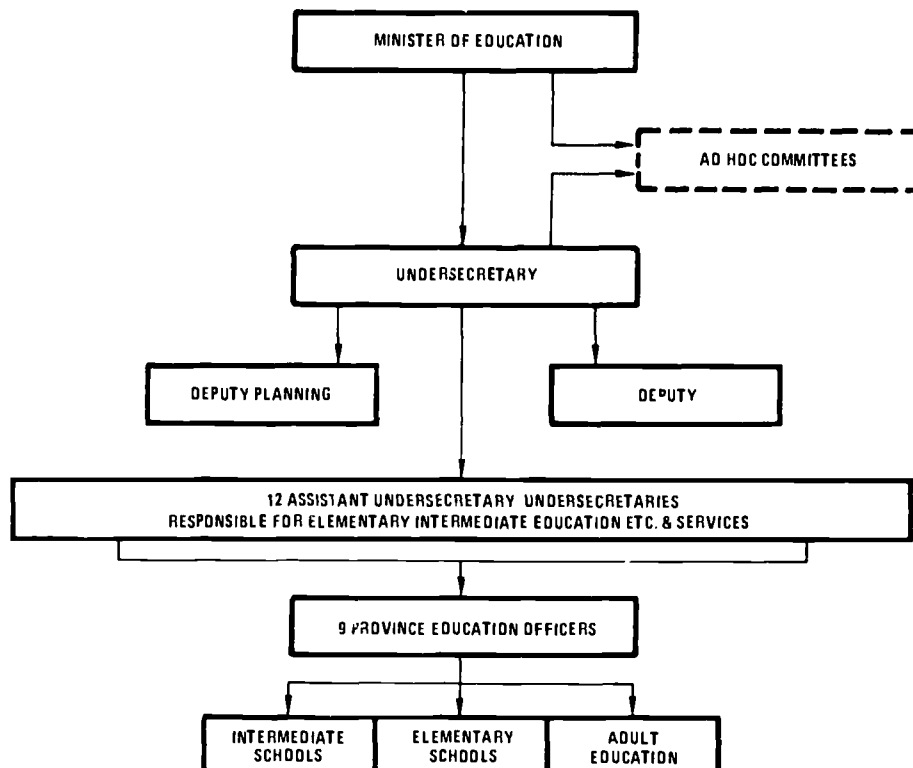 MINISTER OF EDUCATION
AD HOC COMMITTEES
UNDERSECRETARY
DEPUTY PLANNING
DEPUTY
12 ASSISTANT UNDERSECRETARY UNDERSECRETARIES
RESPONSIBLE FOR ELEMENTARY INTERMEDIATE EDUCATION ETC. & SERVICES
9 PROVINCE EDUCATION OFFICERS
INTERMEDIATE
SCHOOLS
ELEMENTARY
SCHOOLS
ADULT
EDUCATION